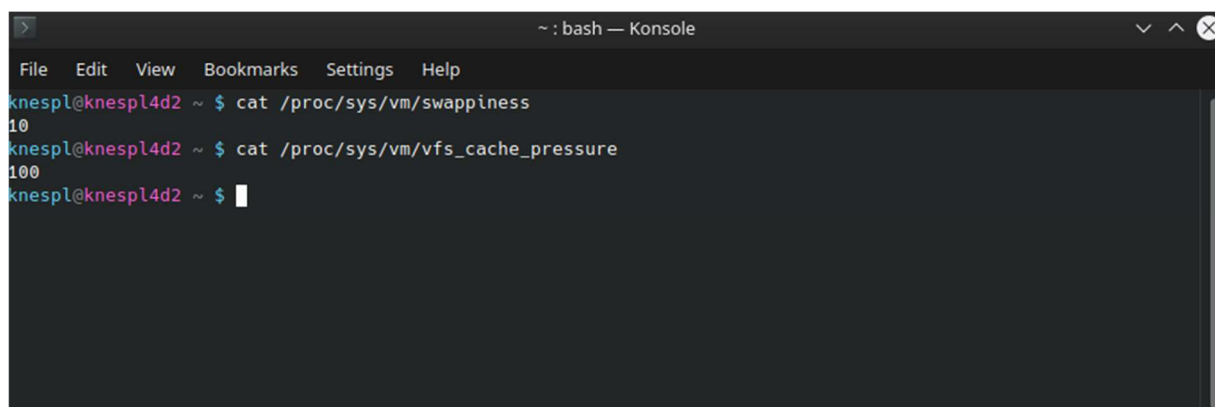 ~ : bash — Konsole
File Edit View Bookmarks Settings Help
knespl@knespl4d2 ~ $ cat /proc/sys/vm/swappiness
10
knespl@knespl4d2 ~ $ cat /proc/sys/vm/vfs_cache_pressure
100
knespl@knespl4d2 ~ $